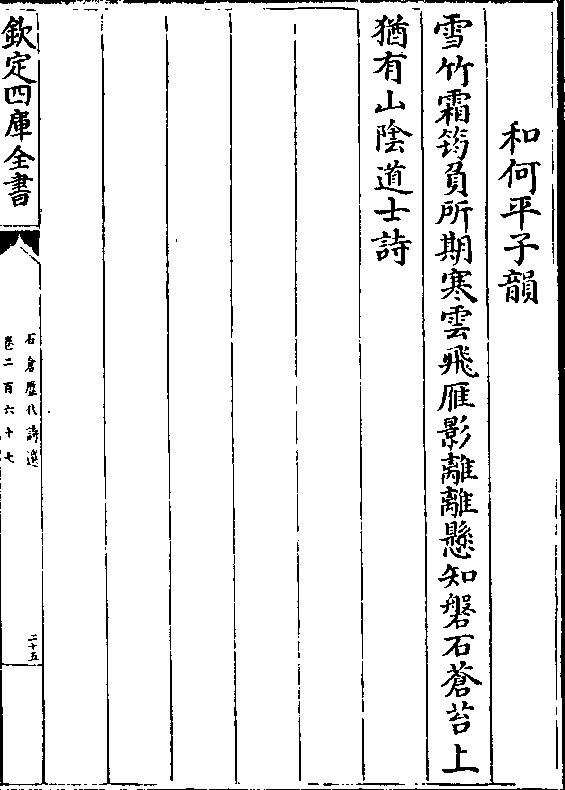 和何平子韻
雪竹霜筠負所期寒雲飛雁影離離懸知磐石蒼苔上
猶有山陰道士詩
欽定四庫全書
石倉歷代詩選
卷二百六十七
二十五